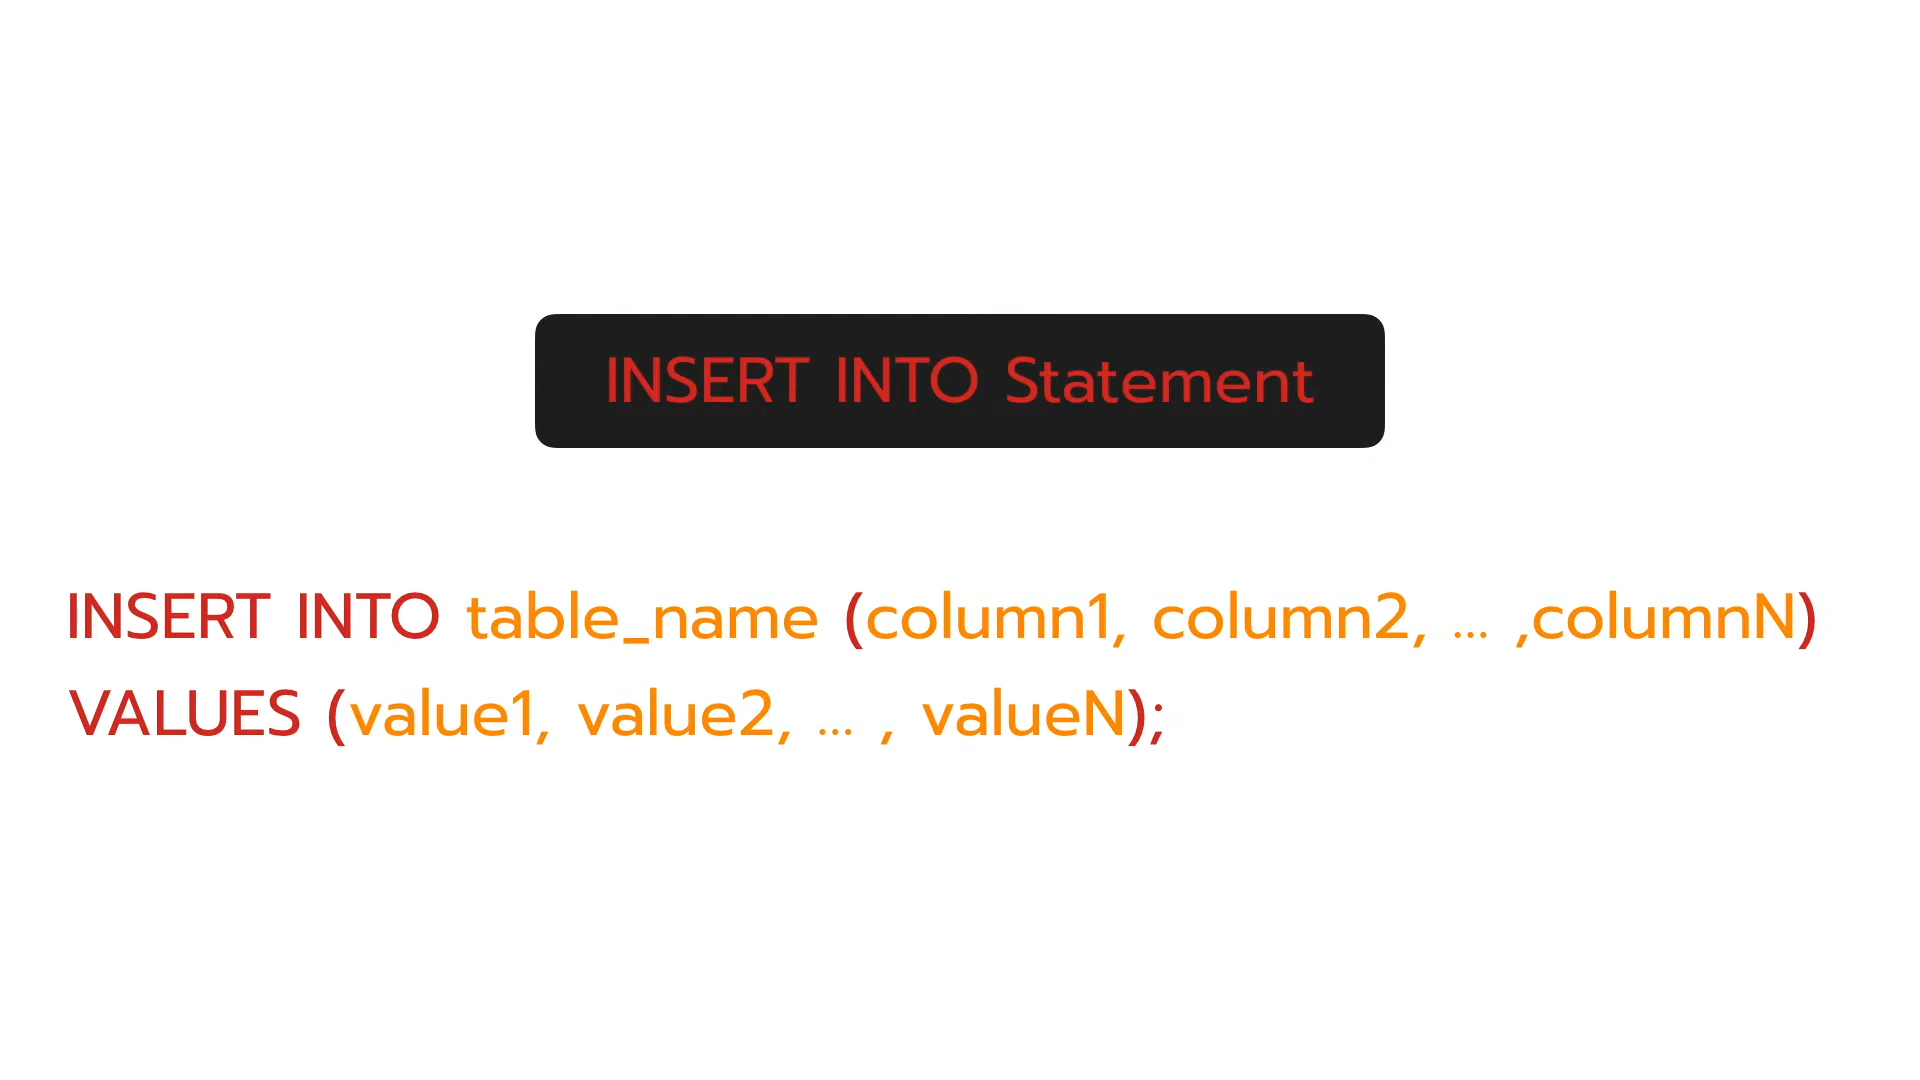 INSERT INTO Statement
INSERT INTO table_name (column1, column2, ... ,columnN)
VALUES (value1, value2, ... , valueN);